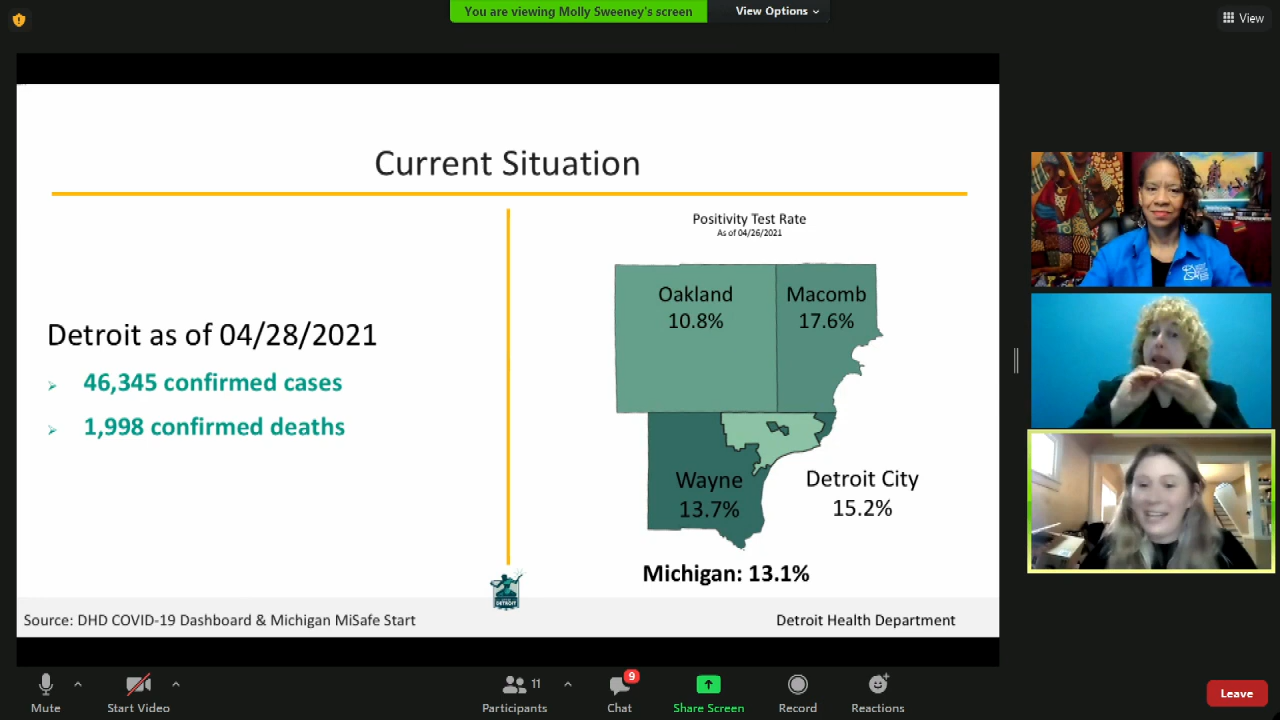 You are viewing Molly Sweeney's screen
View Options
View
Current Situation
Detroit as of 04/28/2021
46,345 confirmed cases
1,998 confirmed deaths
Positivity Test Rate
As of 04/26/2021
Oakland
10.8%
Macomb
17.6%
Wayne
13.7%
Detroit City
15.2%
Michigan: 13.1%
DETROIT
Source: DHD COVID-19 Dashboard & Michigan MiSafe Start
Detroit Health Department
Mute
Start Video
11
Participants
9
Chat
Share Screen
Record
Reactions
Leave